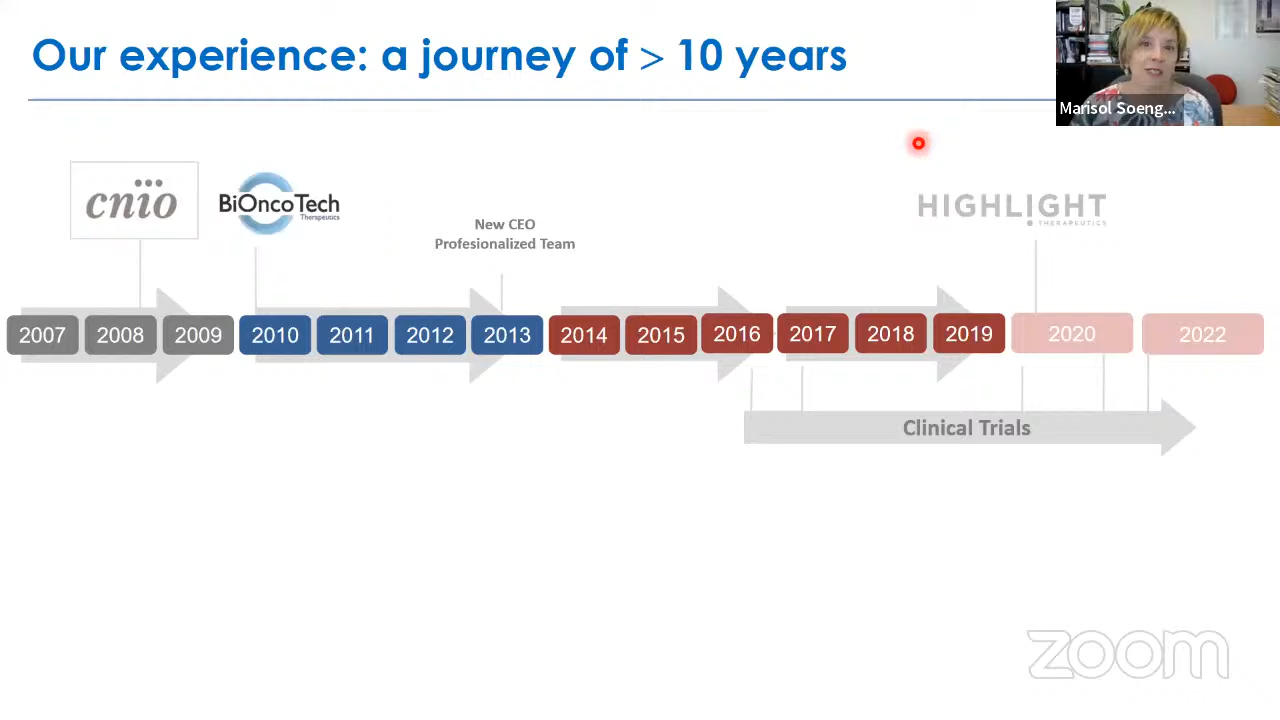 Our experience: a journey of > 10 years
Marisol Soeng...
cnio
BiOncoTech
Therapeutics
New CEO
Profesionalized Team
HIGHLIGHT
THERAPEUTICS
2007 2008 2009 2010 2011 2012 2013 2014 2015 2016 2017 2018 2019 2020 2022
Clinical Trials
zoom